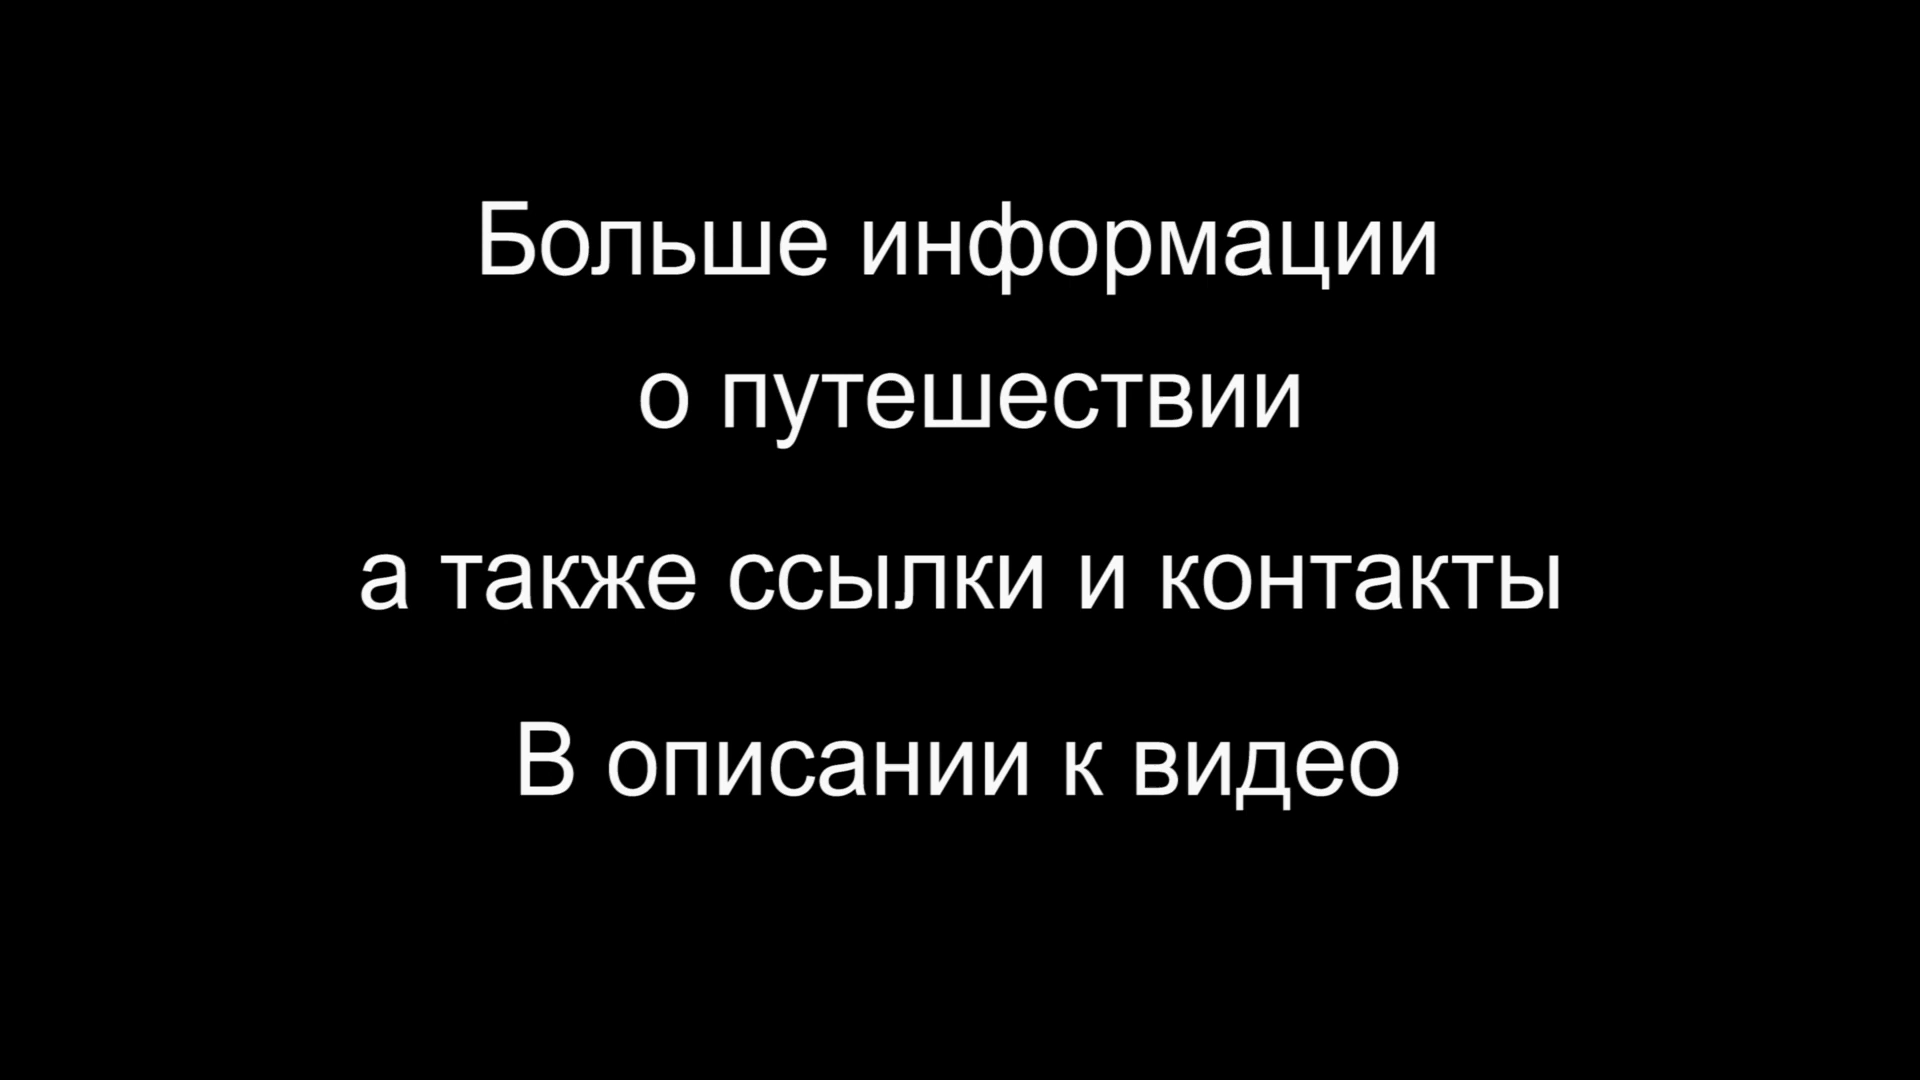 Больше информации
о путешествии
а также ссылки и контакты
В описании к видео